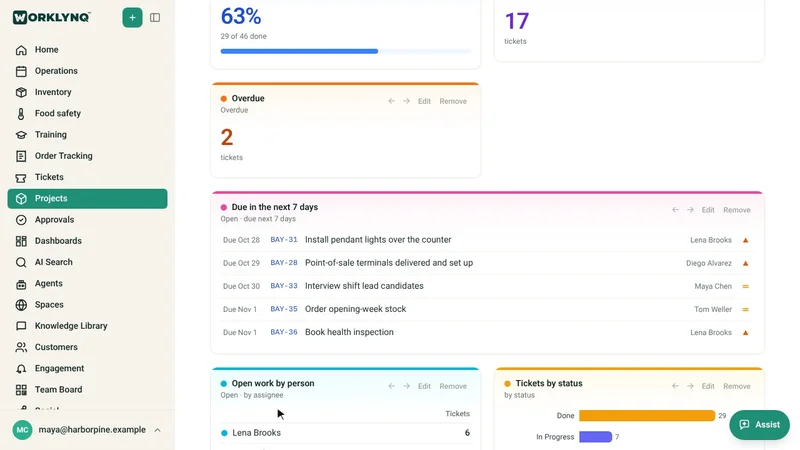 WORKLYNQ
Home
Operations
Inventory
Food safety
Training
Order Tracking
Tickets
Projects
Approvals
Dashboards
AI Search
Agents
Spaces
Knowledge Library
Customers
Engagement
Team Board
MC maya@harborpine.example
63%
29 of 46 done
17
tickets
Overdue ← → Edit Remove
Overdue
2
tickets
Due in the next 7 days ← → Edit Remove
Open · due next 7 days
Due Oct 28 BAY-31 Install pendant lights over the counter Lena Brooks
Due Oct 29 BAY-28 Point-of-sale terminals delivered and set up Diego Alvarez
Due Oct 30 BAY-33 Interview shift lead candidates Maya Chen
Due Nov 1 BAY-35 Order opening-week stock Tom Weller
Due Nov 1 BAY-36 Book health inspection Lena Brooks
Open work by person ← → Edit Remove
Open · by assignee
Tickets
Lena Brooks 6
Tickets by status ← → Edit Remove
by status
Done 29
In Progress 7
Assist